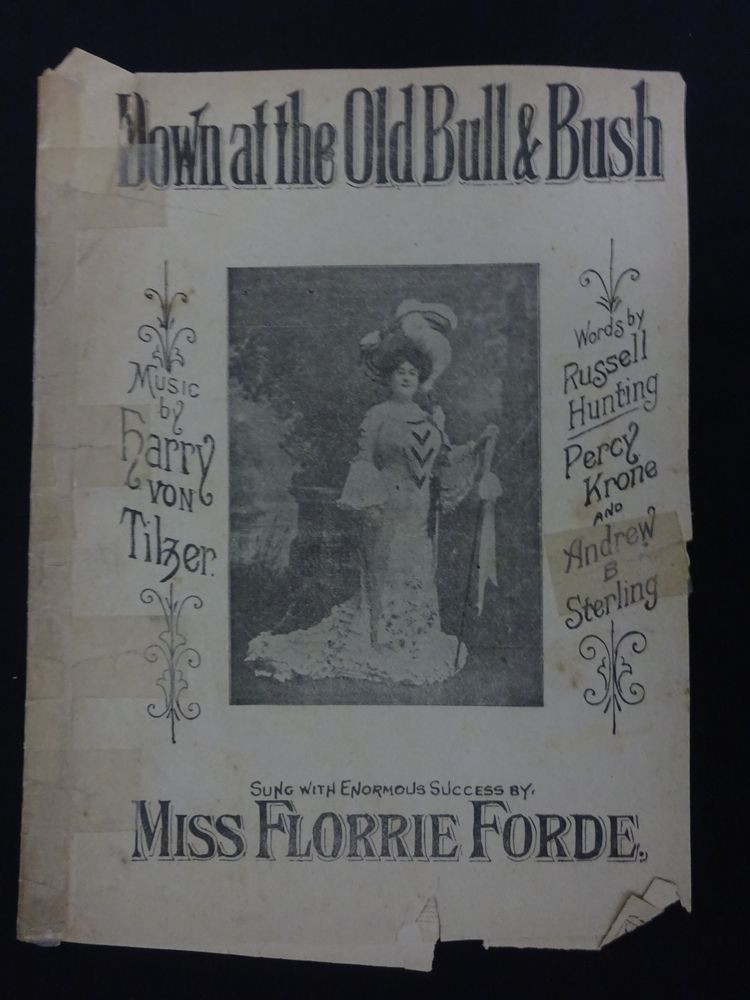 Down at the Old Bull & Bush
Music
by
Harry
von
Tilzer.
Words by
Russell
Hunting
Percy
Krone
and
Andrew
B
Sterling
Sung with Enormous Success by,
Miss Florrie Forde.